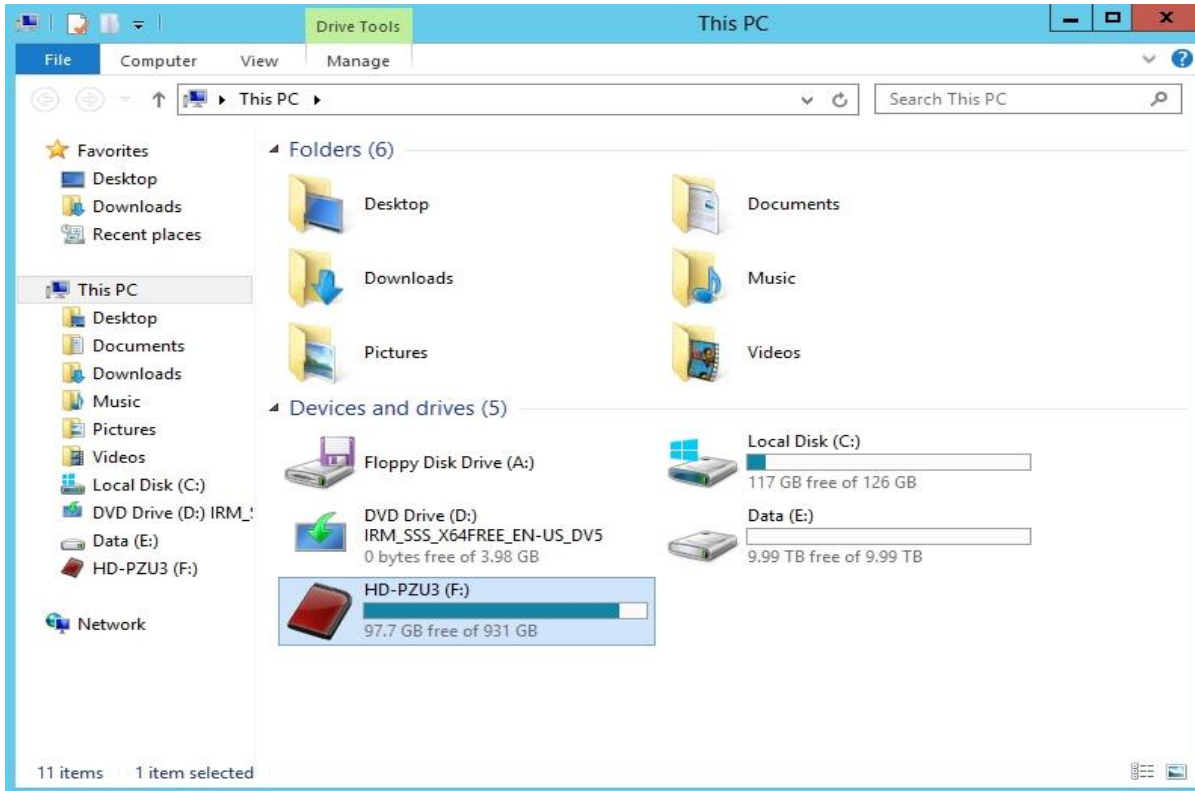 Drive Tools
This PC
File
Computer
View
Manage
This PC
Search This PC
Favorites
Desktop
Downloads
Recent places
This PC
Desktop
Documents
Downloads
Music
Pictures
Videos
Local Disk (C:)
DVD Drive (D:) IRM_S
Data (E:)
HD-PZU3 (F:)
Network
Folders (6)
Desktop
Documents
Downloads
Music
Pictures
Videos
Devices and drives (5)
Floppy Disk Drive (A:)
Local Disk (C:)
117 GB free of 126 GB
DVD Drive (D:)
IRM_SSS_X64FREE_EN-US_DV5
0 bytes free of 3.98 GB
Data (E:)
9.99 TB free of 9.99 TB
HD-PZU3 (F:)
97.7 GB free of 931 GB
11 items
1 item selected